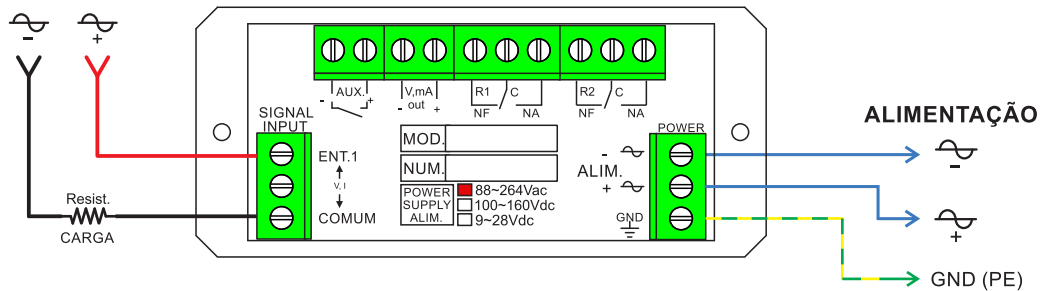 -
+
AUX.
- +
V,mA
out
- +
R1 C
NF NA
R2 C
NF NA
SIGNAL
INPUT
ENT.1
V, I
COMUM
MOD.
NUM.
POWER
SUPPLY
ALIM.
88~264Vac
100~160Vdc
9~28Vdc
POWER
-
ALIM.
+
GND
Resist.
CARGA
ALIMENTAÇÃO
-
+
GND (PE)